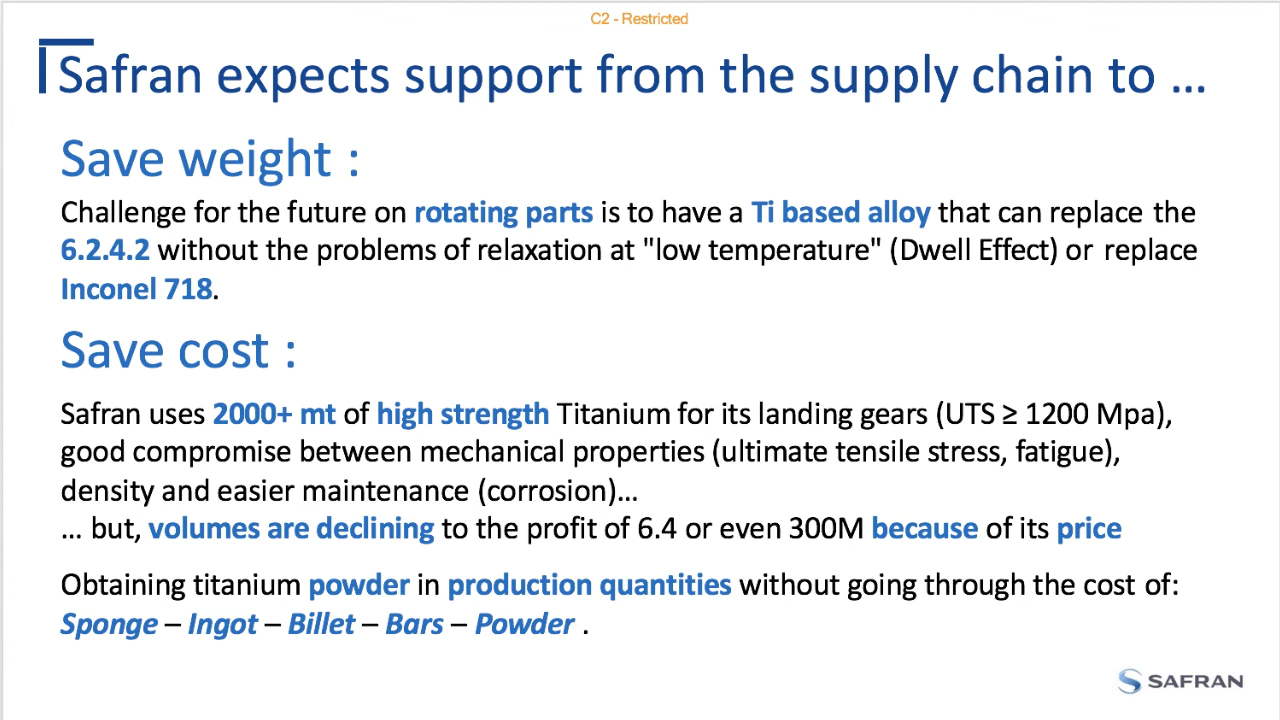 C2 - Restricted
Safran expects support from the supply chain to ...
Save weight :
Challenge for the future on rotating parts is to have a Ti based alloy that can replace the
6.2.4.2 without the problems of relaxation at "low temperature" (Dwell Effect) or replace
Inconel 718.
Save cost :
Safran uses 2000+ mt of high strength Titanium for its landing gears (UTS ≥ 1200 Mpa),
good compromise between mechanical properties (ultimate tensile stress, fatigue),
density and easier maintenance (corrosion)...
... but, volumes are declining to the profit of 6.4 or even 300M because of its price
Obtaining titanium powder in production quantities without going through the cost of:
Sponge – Ingot – Billet – Bars – Powder .
SAFRAN